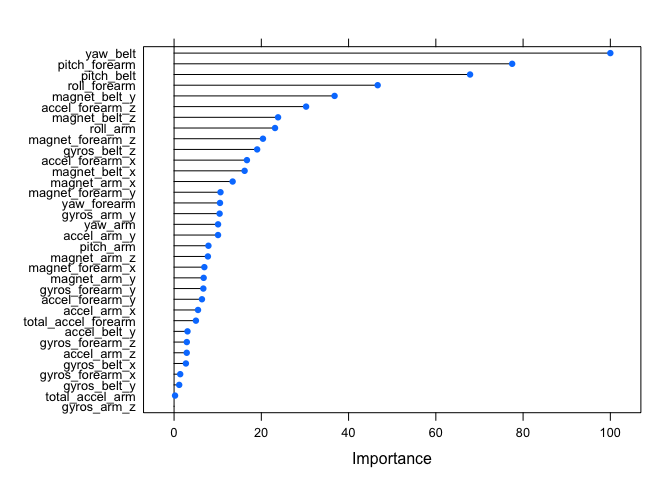 yaw_belt
pitch_forearm
pitch_belt
roll_forearm
magnet_belt_y
accel_forearm_z
magnet_belt_z
roll_arm
magnet_forearm_z
gyros_belt_z
accel_forearm_x
magnet_belt_x
magnet_arm_x
magnet_forearm_y
yaw_forearm
gyros_arm_y
yaw_arm
accel_arm_y
pitch_arm
magnet_arm_z
magnet_forearm_x
magnet_arm_y
gyros_forearm_y
accel_forearm_y
accel_arm_x
total_accel_forearm
accel_belt_y
gyros_forearm_z
accel_arm_z
gyros_belt_x
gyros_forearm_x
gyros_belt_y
total_accel_arm
gyros_arm_z
0 20 40 60 80 100
Importance